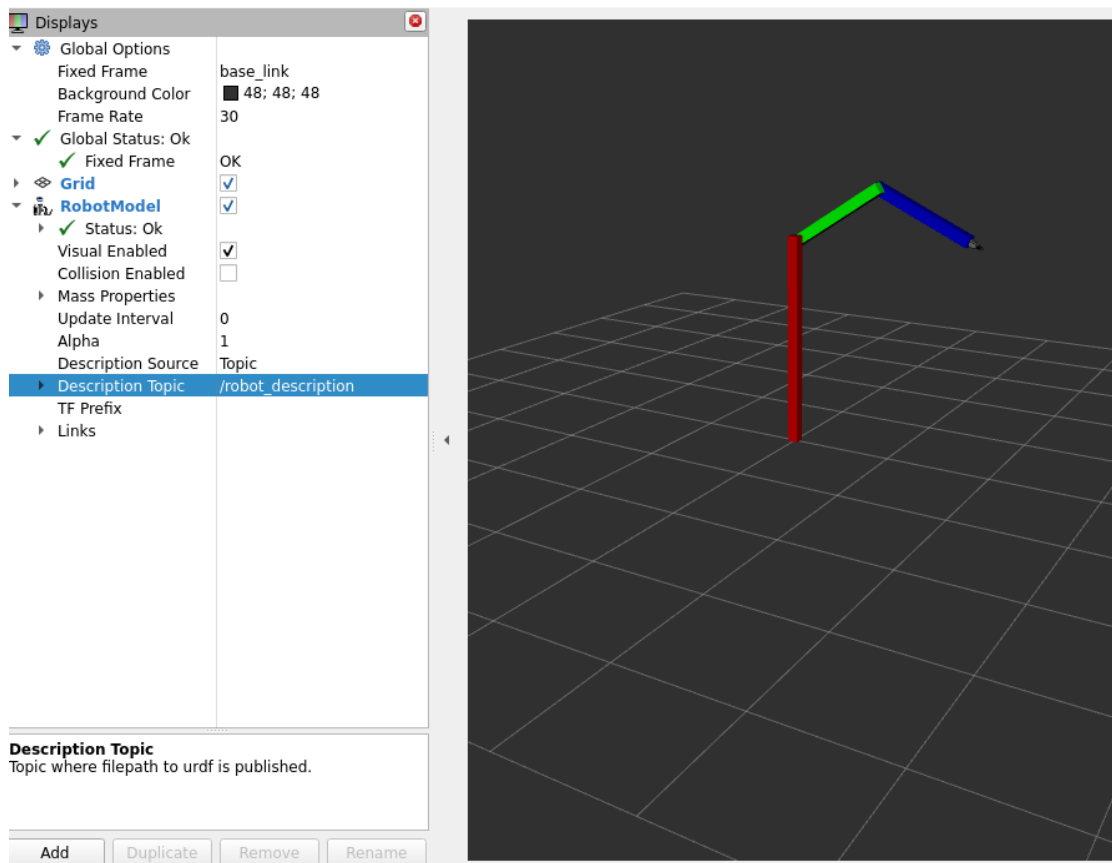 Displays
Global Options
Fixed Frame base_link
Background Color 48; 48; 48
Frame Rate 30
Global Status: Ok
Fixed Frame OK
Grid
RobotModel
Status: Ok
Visual Enabled
Collision Enabled
Mass Properties
Update Interval 0
Alpha 1
Description Source Topic
Description Topic /robot_description
TF Prefix
Links
Description Topic
Topic where filepath to urdf is published.
Add Duplicate Remove Rename